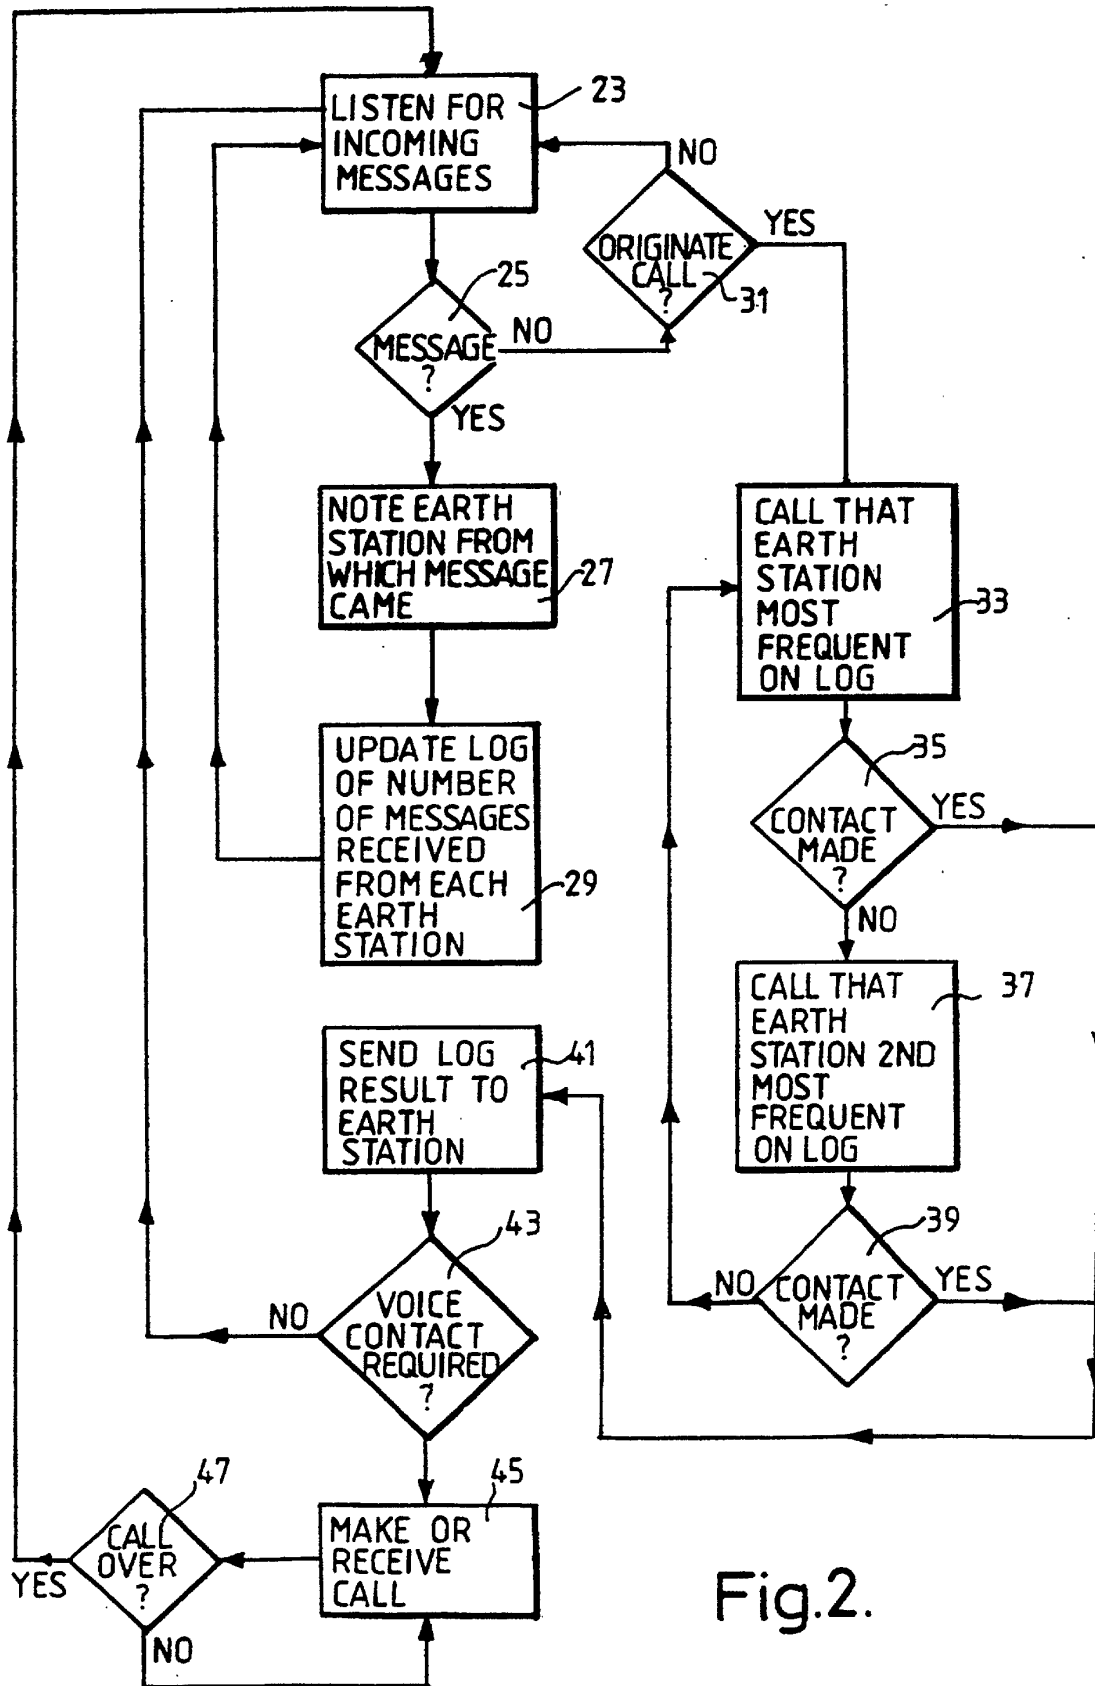 LISTEN FOR
INCOMING
MESSAGES
23
NO
ORIGINATE
CALL
?
31
YES
25
MESSAGE
?
NO
YES
NOTE EARTH
STATION FROM
WHICH MESSAGE
CAME
27
CALL THAT
EARTH
STATION
MOST
FREQUENT
ON LOG
33
UPDATE LOG
OF NUMBER
OF MESSAGES
RECEIVED
FROM EACH
EARTH
STATION
29
35
CONTACT
MADE
?
YES
NO
CALL THAT
EARTH
STATION 2ND
MOST
FREQUENT
ON LOG
37
SEND LOG
RESULT TO
EARTH
STATION
41
39
CONTACT
MADE
?
NO
YES
43
VOICE
CONTACT
REQUIRED
?
NO
45
MAKE OR
RECEIVE
CALL
47
CALL
OVER
?
YES
NO
Fig.2.